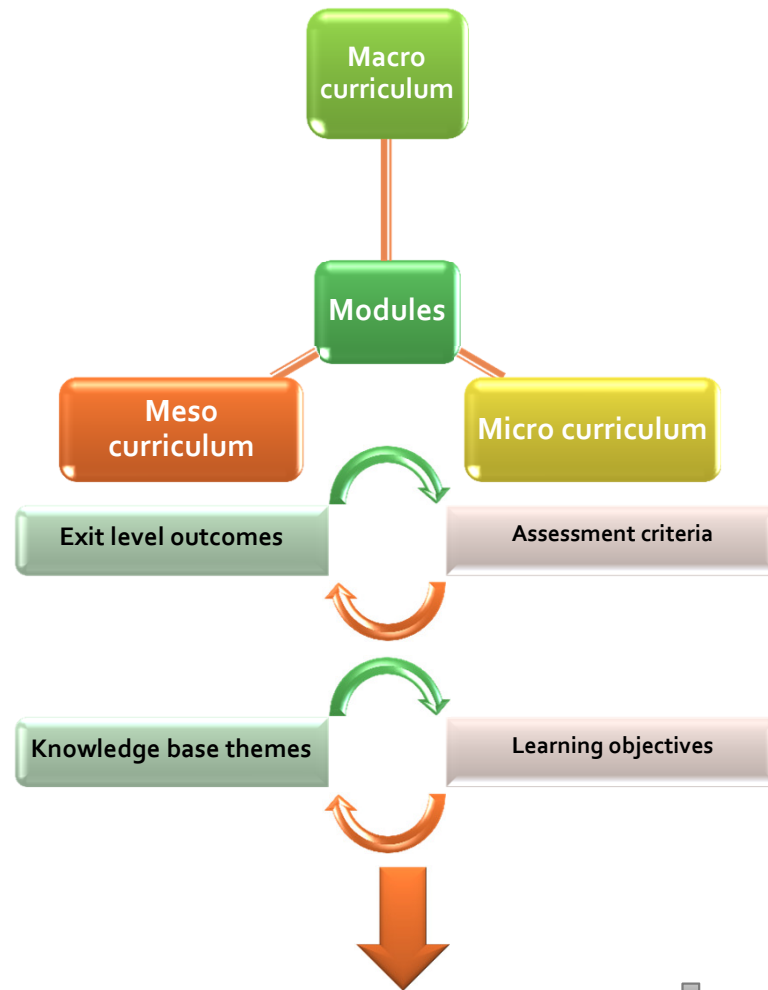 Macro
curriculum
Modules
Meso
curriculum
Micro curriculum
Exit level outcomes
Assessment criteria
Knowledge base themes
Learning objectives